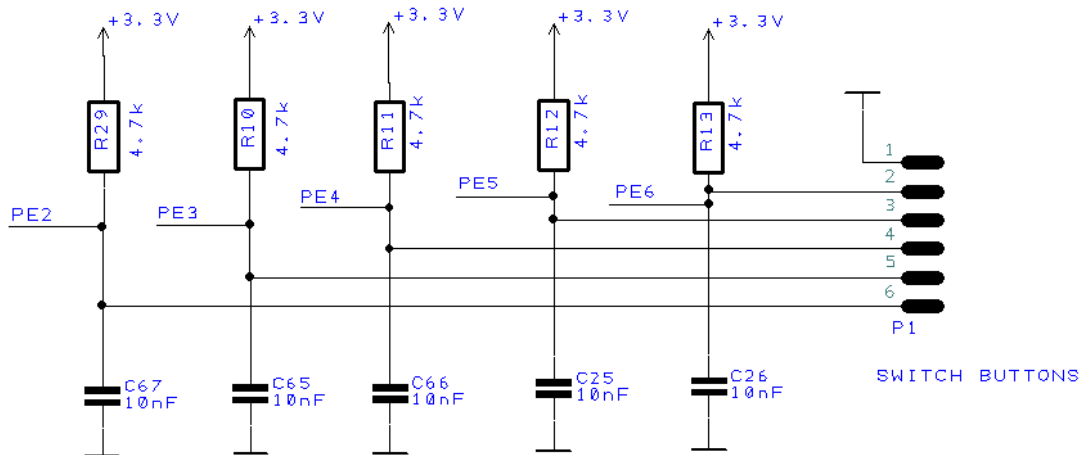 +3.3V
+3.3V
+3.3V
+3.3V
+3.3V
R29
4.7k
R10
4.7k
R11
4.7k
R12
4.7k
R13
4.7k
PE2
PE3
PE4
PE5
PE6
1
2
3
4
5
6
P1
C67
10nF
C65
10nF
C66
10nF
C25
10nF
C26
10nF
SWITCH BUTTONS